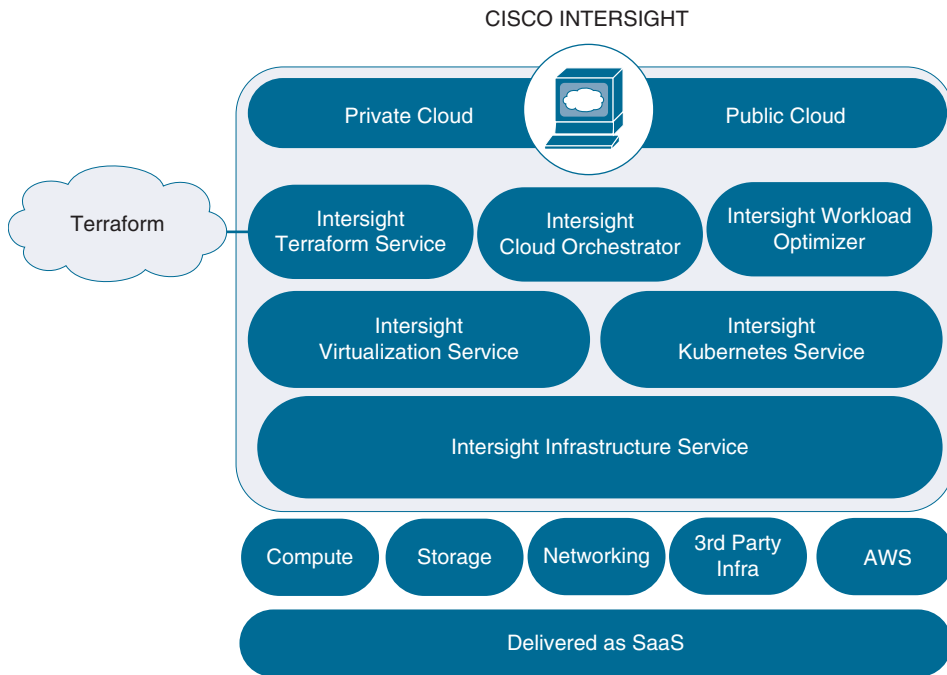 CISCO INTERSIGHT
Private Cloud
Public Cloud
Terraform
Intersight
Terraform Service
Intersight
Cloud Orchestrator
Intersight Workload
Optimizer
Intersight
Virtualization Service
Intersight
Kubernetes Service
Intersight Infrastructure Service
Compute
Storage
Networking
3rd Party
Infra
AWS
Delivered as SaaS